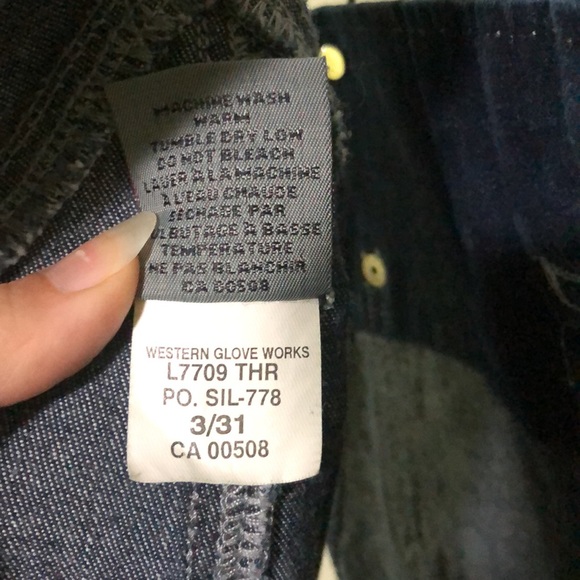 MACHINE WASH
WARM
TUMBLE DRY LOW
DO NOT BLEACH
LAVER A LA MACHINE
A L'EAU CHAUDE
SECHAGE PAR
CULBUTAGE A BASSE
TEMPERATURE
NE PAS BLANCHIR
CA 00508
WESTERN GLOVE WORKS
L7709 THR
PO. SIL-778
3/31
CA 00508